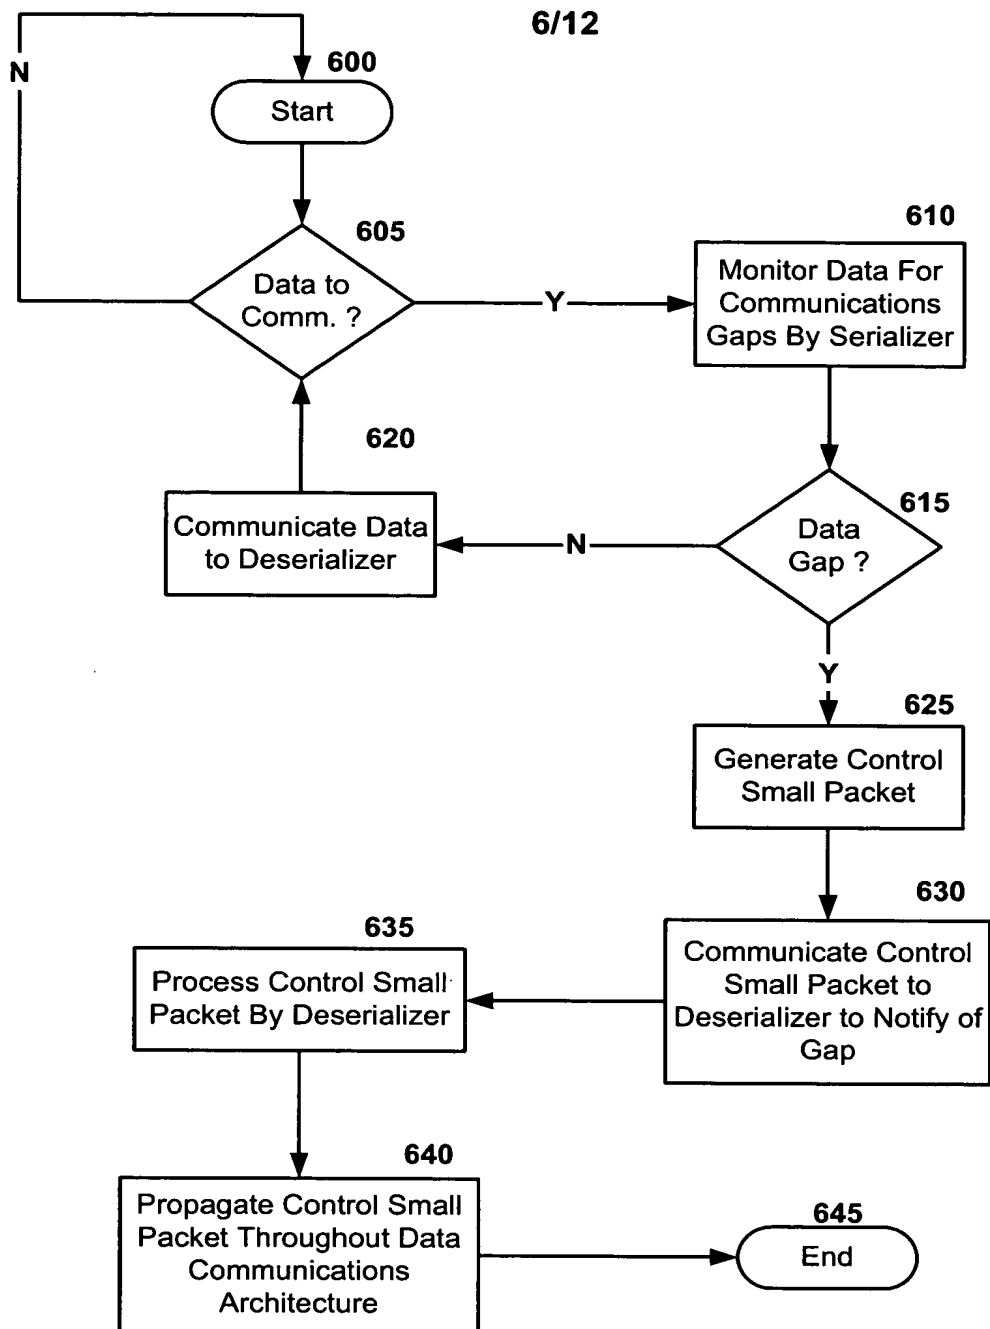 6/12
N
600
Start
605
Data to
Comm. ?
Y
610
Monitor Data For
Communications
Gaps By Serializer
620
Communicate Data
to Deserializer
N
615
Data
Gap ?
Y
625
Generate Control
Small Packet
630
Communicate Control
Small Packet to
Deserializer to Notify of
Gap
635
Process Control Small
Packet By Deserializer
640
Propagate Control Small
Packet Throughout Data
Communications
Architecture
645
End